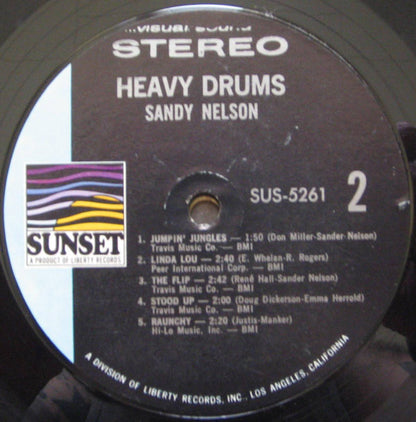 ...VISUAL SOUND
STEREO
HEAVY DRUMS
SANDY NELSON
SUS-5261 2
SUNSET
A PRODUCT OF LIBERTY RECORDS
1. JUMPIN' JUNGLES — 1:50 (Don Miller-Sander Nelson)
Travis Music Co. — BMI
2. LINDA LOU — 2:40 (E. Whelan-R. Rogers)
Peer International Corp. — BMI
3. THE FLIP — 2:42 (René Hall-Sander Nelson)
Travis Music Co. — BMI
4. STOOD UP — 2:00 (Doug Dickerson-Emma Herrold)
Travis Music Co. — BMI
5. RAUNCHY — 2:20 (Justis-Manker)
Hi-Lo Music, Inc. — BMI
A DIVISION OF LIBERTY RECORDS, INC., LOS ANGELES, CALIFORNIA